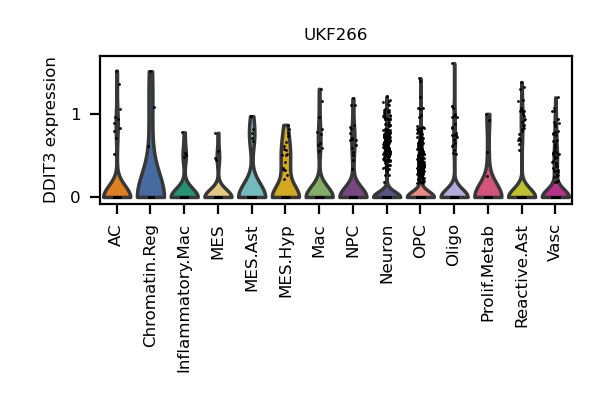 UKF266
DDIT3 expression
1
0
AC
Chromatin.Reg
Inflammatory.Mac
MES
MES.Ast
MES.Hyp
Mac
NPC
Neuron
OPC
Oligo
Prolif.Metab
Reactive.Ast
Vasc